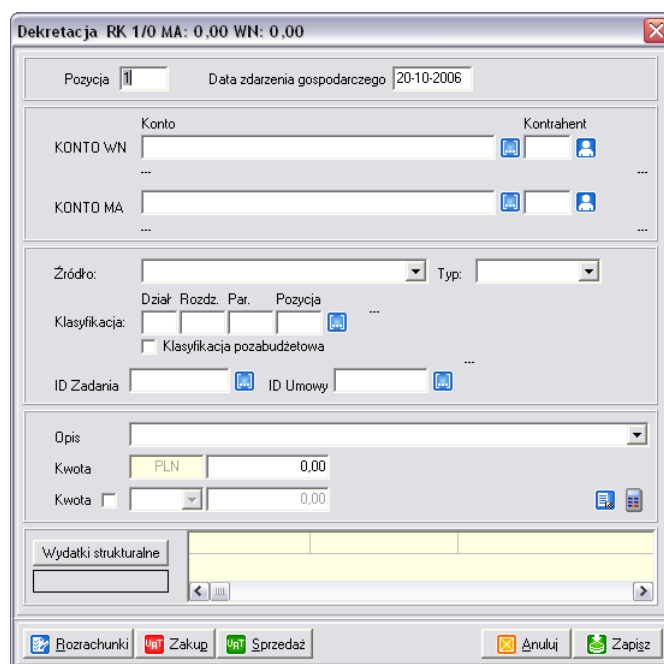 Dekretacja RK 1/0 MA: 0,00 WN: 0,00
Pozycja 1 Data zdarzenia gospodarczego 20-10-2006
Konto Kontrahent
KONTO WN
... ...
KONTO MA
... ...
Źródło: Typ:
Dział Rozdz. Par. Pozycja
Klasyfikacja: ...
Klasyfikacja pozabudżetowa
...
ID Zadania ID Umowy
Opis
Kwota PLN 0,00
Kwota 0,00
Wydatki strukturalne
Rozrachunki VAT Zakup VAT Sprzedaż Anuluj Zapisz